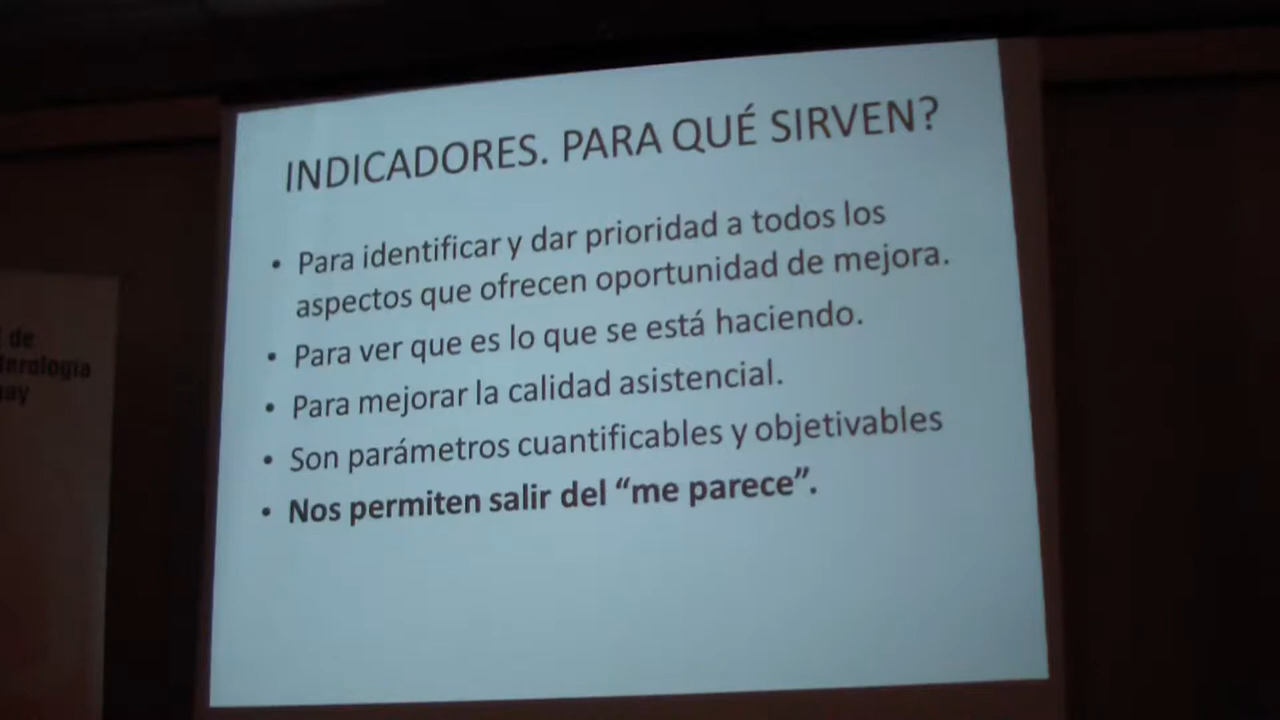 INDICADORES. PARA QUÉ SIRVEN?
• Para identificar y dar prioridad a todos los
aspectos que ofrecen oportunidad de mejora.
• Para ver que es lo que se está haciendo.
• Para mejorar la calidad asistencial.
• Son parámetros cuantificables y objetivables
• Nos permiten salir del “me parece”.
de